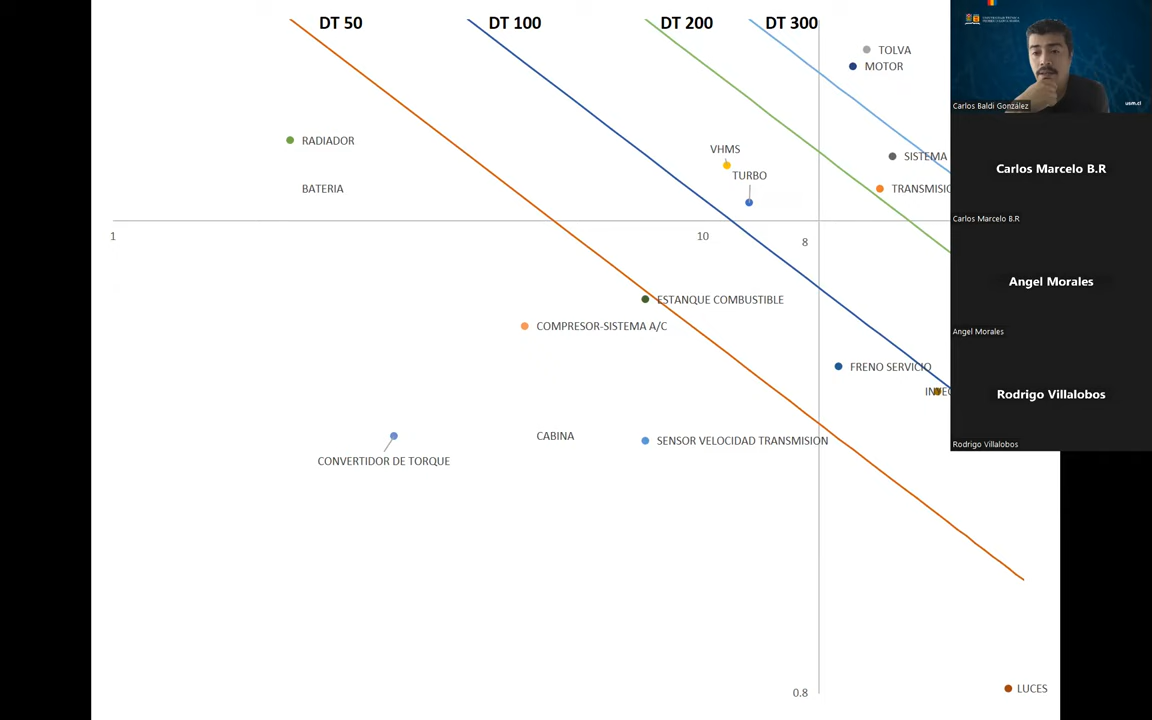 DT 50
DT 100
DT 200
DT 300
TOLVA
MOTOR
Carlos Baldi González
usm.cl
RADIADOR
VHMS
SISTEMA
Carlos Marcelo B.R
TURBO
BATERIA
Carlos Marcelo B.R
1
10
8
Angel Morales
ESTANQUE COMBUSTIBLE
COMPRESOR-SISTEMA A/C
Angel Morales
FRENO SERVICIO
Rodrigo Villalobos
CABINA
SENSOR VELOCIDAD TRANSMISION
Rodrigo Villalobos
CONVERTIDOR DE TORQUE
0.8
LUCES